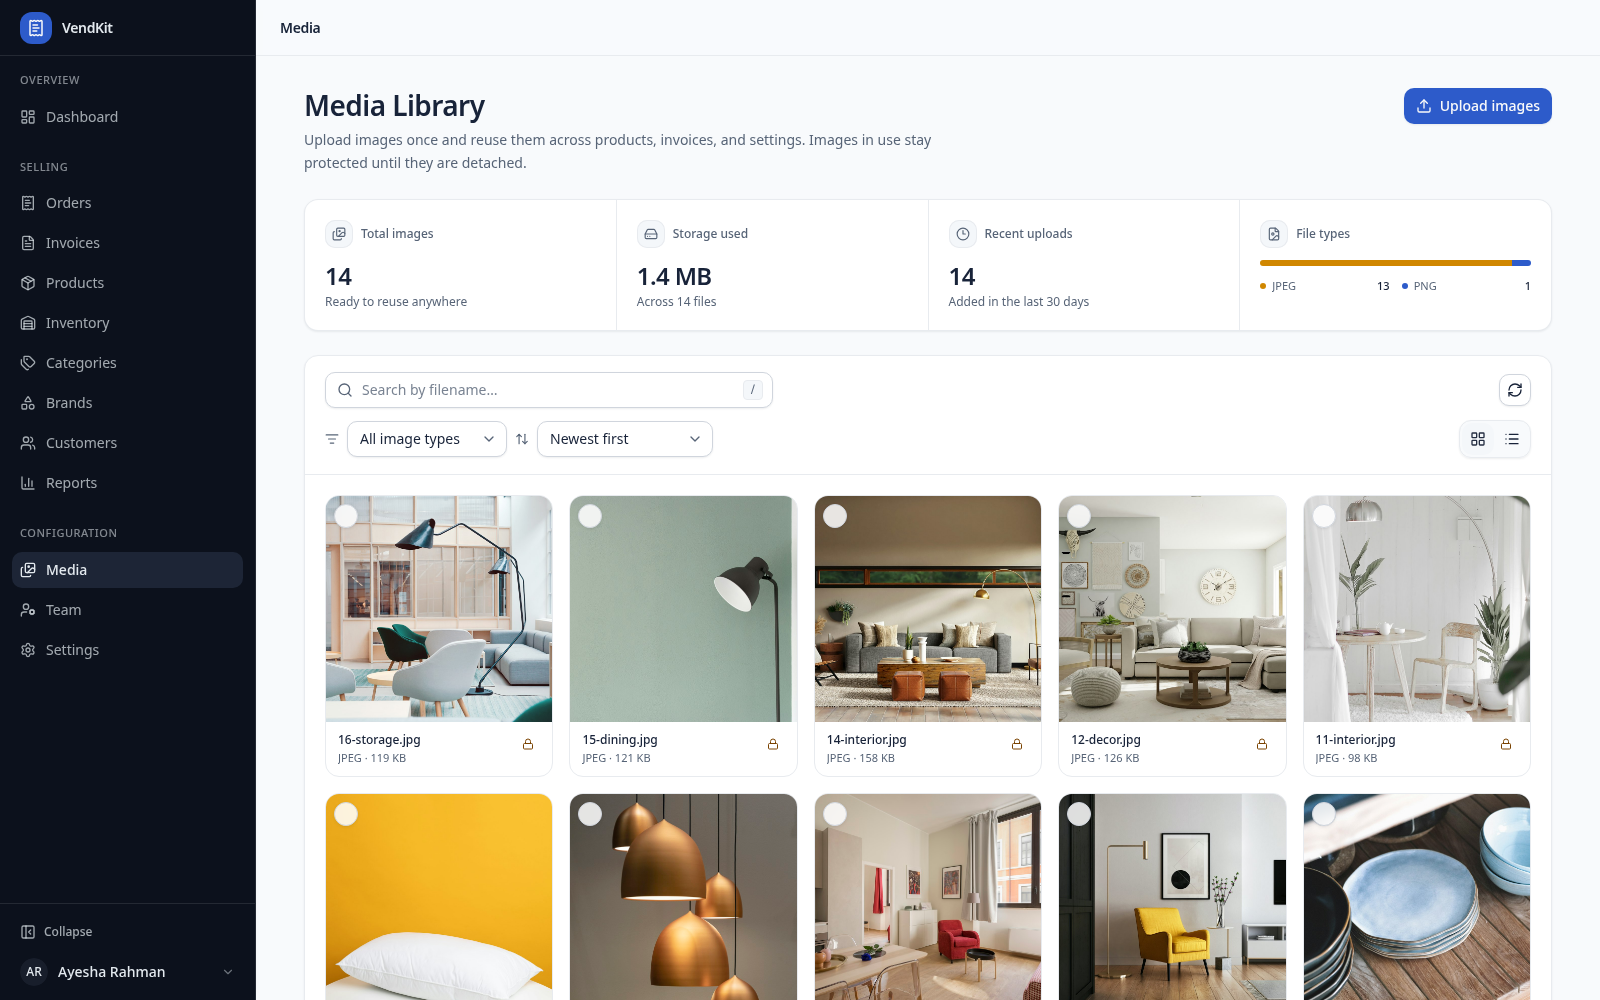 VendKit
OVERVIEW
Dashboard
SELLING
Orders
Invoices
Products
Inventory
Categories
Brands
Customers
Reports
CONFIGURATION
Media
Team
Settings
Collapse
AR
Ayesha Rahman
Media
Media Library
Upload images
Upload images once and reuse them across products, invoices, and settings. Images in use stay
protected until they are detached.
Total images
14
Ready to reuse anywhere
Storage used
1.4 MB
Across 14 files
Recent uploads
14
Added in the last 30 days
File types
JPEG 13 PNG 1
Search by filename...
/
All image types
Newest first
16-storage.jpg
JPEG · 119 KB
15-dining.jpg
JPEG · 121 KB
14-interior.jpg
JPEG · 158 KB
12-decor.jpg
JPEG · 126 KB
11-interior.jpg
JPEG · 98 KB